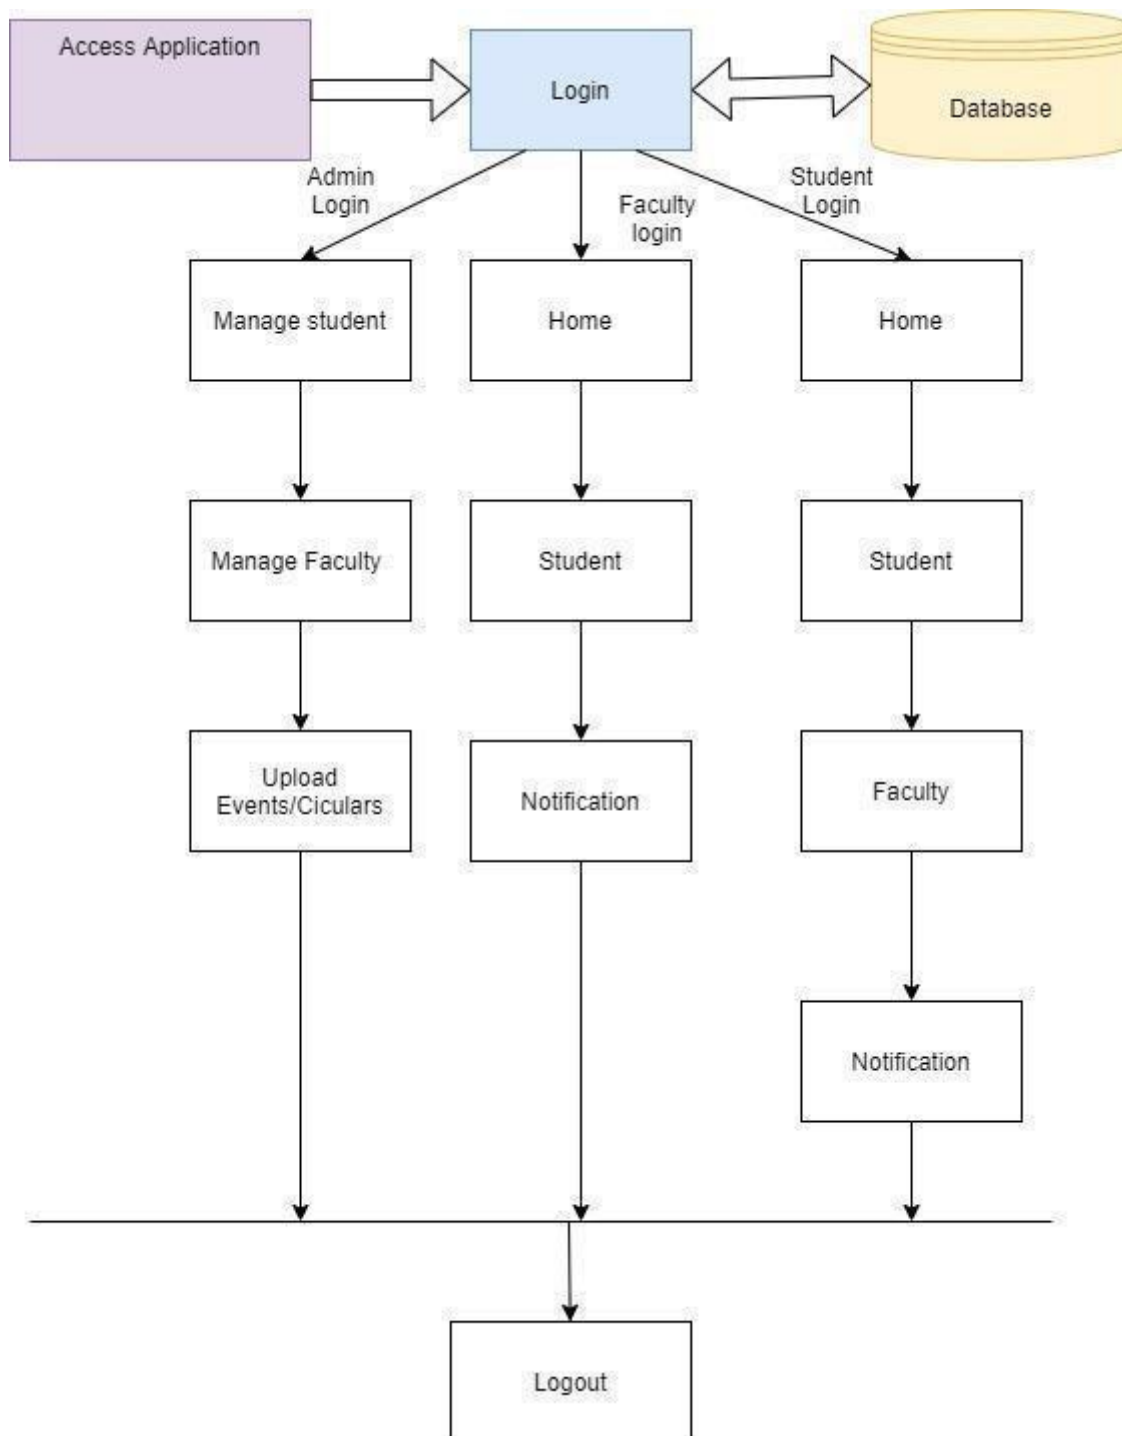 Access Application
Login
Database
Admin
Login
Faculty
login
Student
Login
Manage student
Home
Home
Manage Faculty
Student
Student
Upload
Events/Ciculars
Notification
Faculty
Notification
Logout